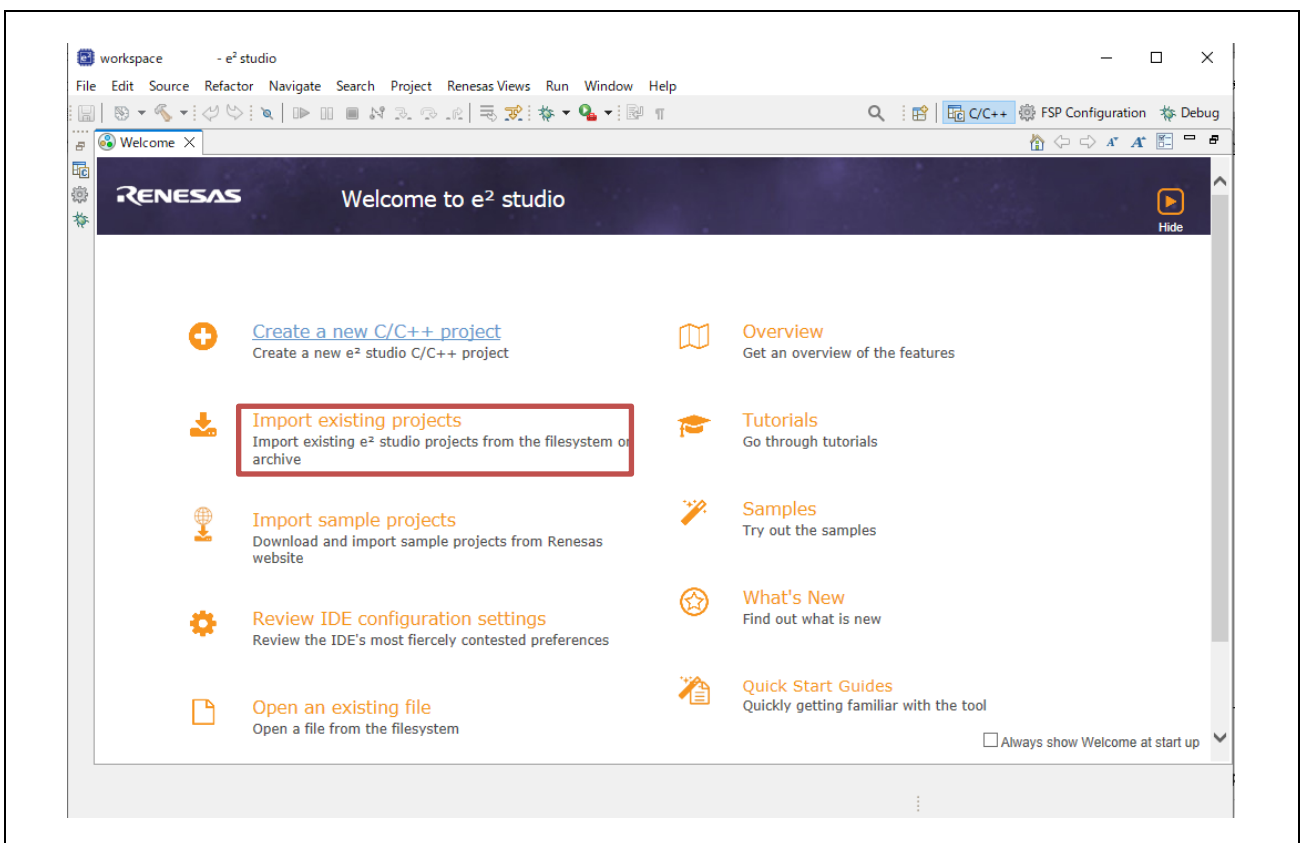 workspace - e² studio
File Edit Source Refactor Navigate Search Project Renesas Views Run Window Help
C/C++ FSP Configuration Debug
Welcome
RENESAS Welcome to e² studio
Hide
Create a new C/C++ project
Create a new e² studio C/C++ project
Import existing projects
Import existing e² studio projects from the filesystem or
archive
Import sample projects
Download and import sample projects from Renesas
website
Review IDE configuration settings
Review the IDE's most fiercely contested preferences
Open an existing file
Open a file from the filesystem
Overview
Get an overview of the features
Tutorials
Go through tutorials
Samples
Try out the samples
What's New
Find out what is new
Quick Start Guides
Quickly getting familiar with the tool
Always show Welcome at start up